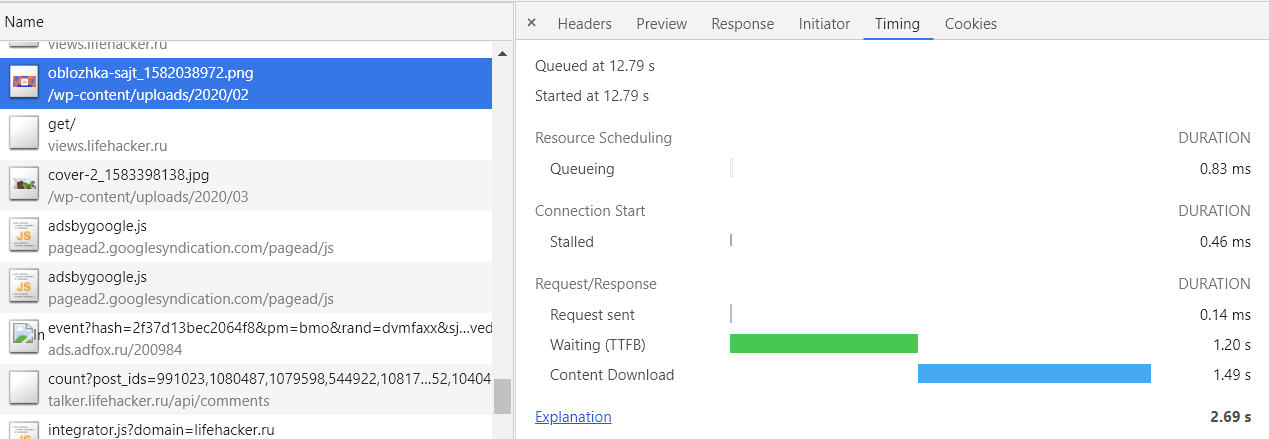 Name
views.lifehacker.ru
oblozhka-sajt_1582038972.png
/wp-content/uploads/2020/02
get/
views.lifehacker.ru
cover-2_1583398138.jpg
/wp-content/uploads/2020/03
JS
adsbygoogle.js
pagead2.googlesyndication.com/pagead/js
JS
adsbygoogle.js
pagead2.googlesyndication.com/pagead/js
In
event?hash=2f37d13bec2064f8&pm=bmo&rand=dvmfaxx&sj...ved
ads.adfox.ru/200984
count?post_ids=991023,1080487,1079598,544922,10817...52,10404
talker.lifehacker.ru/api/comments
integrator.js?domain=lifehacker.ru
× Headers Preview Response Initiator Timing Cookies
Queued at 12.79 s
Started at 12.79 s
Resource Scheduling DURATION
Queueing 0.83 ms
Connection Start DURATION
Stalled 0.46 ms
Request/Response DURATION
Request sent 0.14 ms
Waiting (TTFB) 1.20 s
Content Download 1.49 s
Explanation 2.69 s